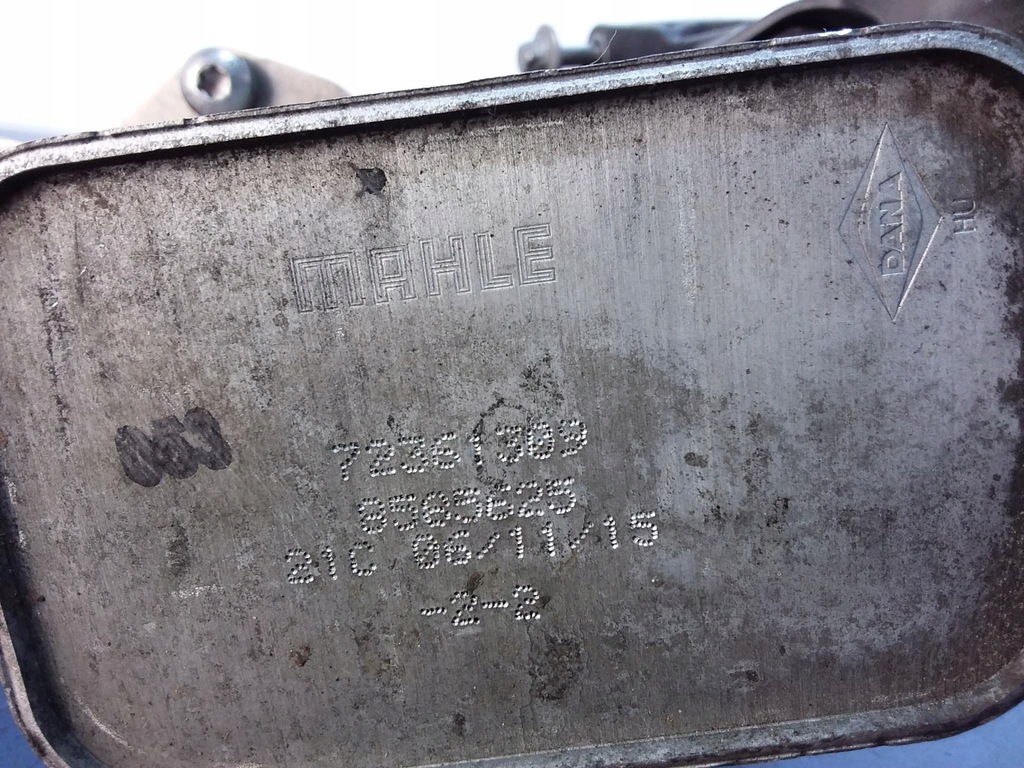 MAHLE
DANA
HU
72361309
8585625
21C 06/11/15
-2-2